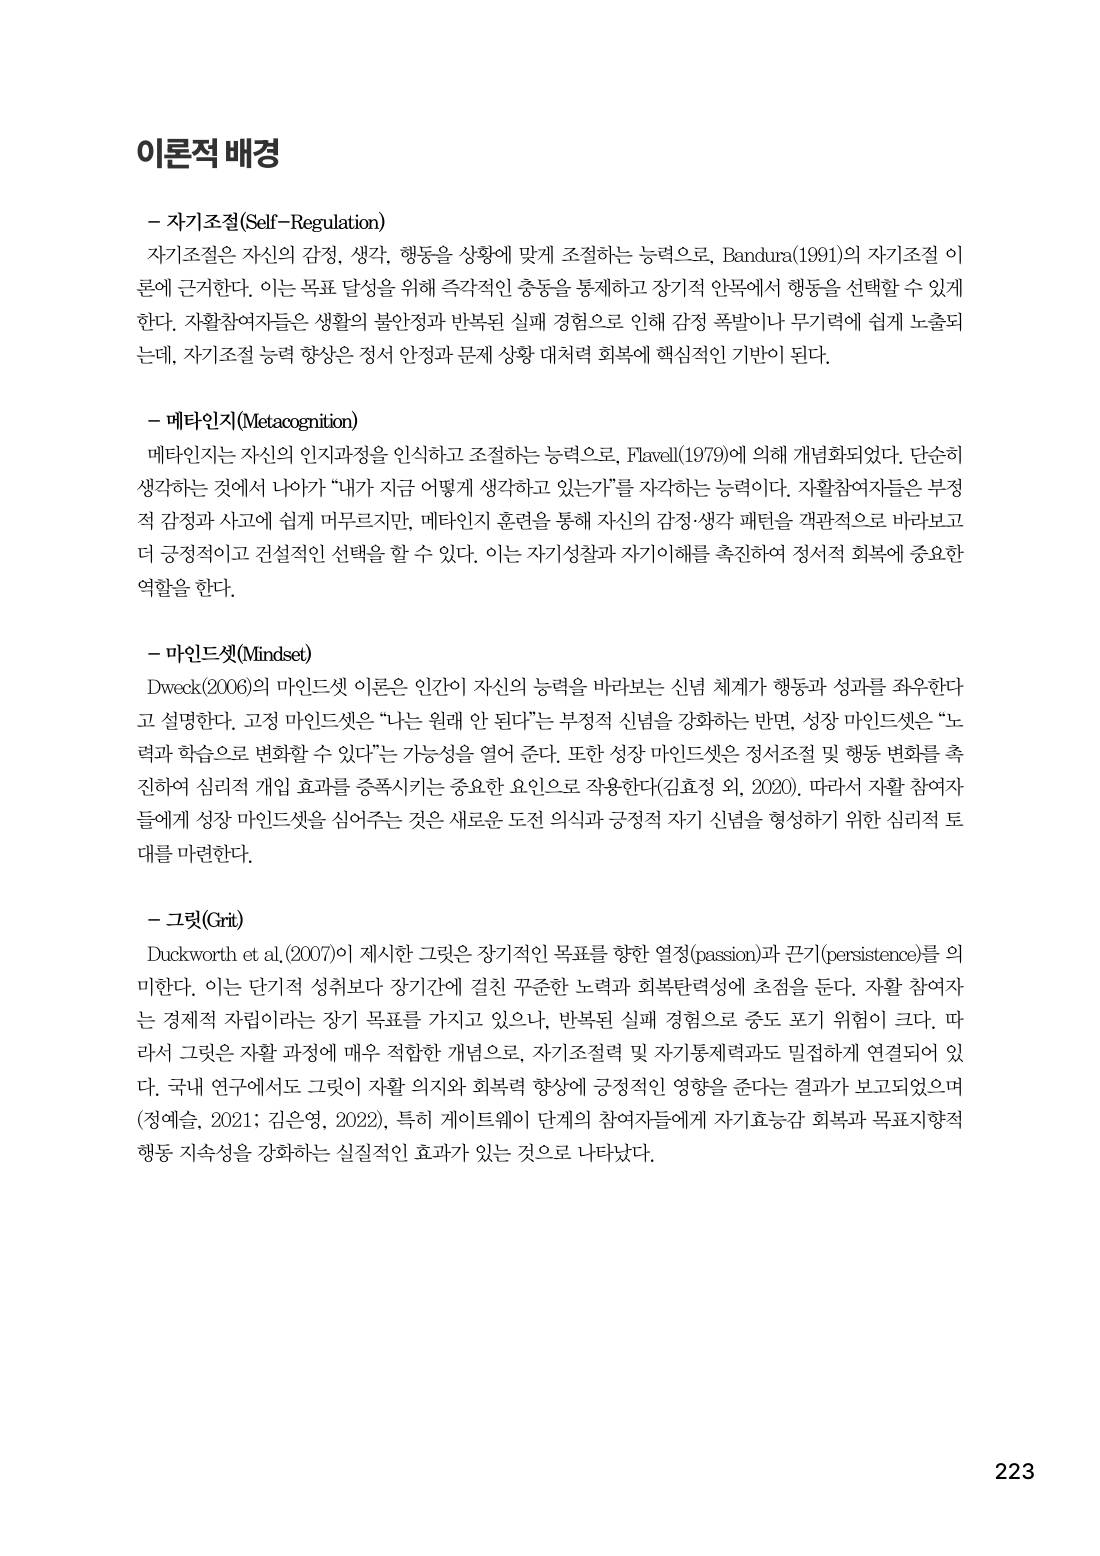 이론적 배경
- 자기조절(Self-Regulation)
자기조절은 자신의 감정, 생각, 행동을 상황에 맞게 조절하는 능력으로, Bandura(1991)의 자기조절 이
론에 근거한다. 이는 목표 달성을 위해 즉각적인 충동을 통제하고 장기적 안목에서 행동을 선택할 수 있게
한다. 자활참여자들은 생활의 불안정과 반복된 실패 경험으로 인해 감정 폭발이나 무기력에 쉽게 노출되
는데, 자기조절 능력 향상은 정서 안정과 문제 상황 대처력 회복에 핵심적인 기반이 된다.
- 메타인지(Metacognition)
메타인지는 자신의 인지과정을 인식하고 조절하는 능력으로, Flavell(1979)에 의해 개념화되었다. 단순히
생각하는 것에서 나아가 “내가 지금 어떻게 생각하고 있는가”를 자각하는 능력이다. 자활참여자들은 부정
적 감정과 사고에 쉽게 머무르지만, 메타인지 훈련을 통해 자신의 감정·생각 패턴을 객관적으로 바라보고
더 긍정적이고 건설적인 선택을 할 수 있다. 이는 자기성찰과 자기이해를 촉진하여 정서적 회복에 중요한
역할을 한다.
- 마인드셋(Mindset)
Dweck(2006)의 마인드셋 이론은 인간이 자신의 능력을 바라보는 신념 체계가 행동과 성과를 좌우한다
고 설명한다. 고정 마인드셋은 “나는 원래 안 된다”는 부정적 신념을 강화하는 반면, 성장 마인드셋은 “노
력과 학습으로 변화할 수 있다”는 가능성을 열어 준다. 또한 성장 마인드셋은 정서조절 및 행동 변화를 촉
진하여 심리적 개입 효과를 증폭시키는 중요한 요인으로 작용한다(김효정 외, 2020). 따라서 자활 참여자
들에게 성장 마인드셋을 심어주는 것은 새로운 도전 의식과 긍정적 자기 신념을 형성하기 위한 심리적 토
대를 마련한다.
- 그릿(Grit)
Duckworth et al.(2007)이 제시한 그릿은 장기적인 목표를 향한 열정(passion)과 끈기(persistence)를 의
미한다. 이는 단기적 성취보다 장기간에 걸친 꾸준한 노력과 회복탄력성에 초점을 둔다. 자활 참여자
는 경제적 자립이라는 장기 목표를 가지고 있으나, 반복된 실패 경험으로 중도 포기 위험이 크다. 따
라서 그릿은 자활 과정에 매우 적합한 개념으로, 자기조절력 및 자기통제력과도 밀접하게 연결되어 있
다. 국내 연구에서도 그릿이 자활 의지와 회복력 향상에 긍정적인 영향을 준다는 결과가 보고되었으며
(정예슬, 2021; 김은영, 2022), 특히 게이트웨이 단계의 참여자들에게 자기효능감 회복과 목표지향적
행동 지속성을 강화하는 실질적인 효과가 있는 것으로 나타났다.
223